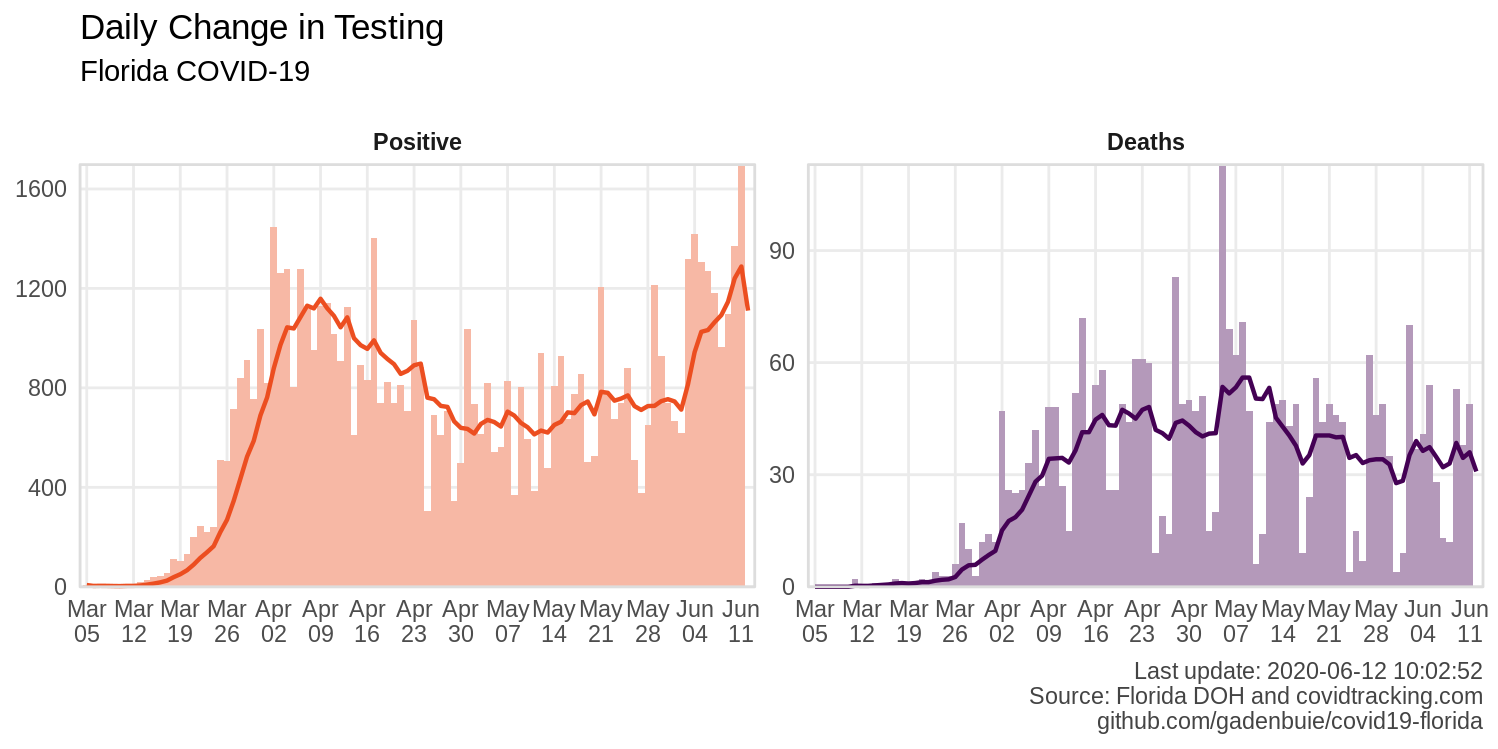 Daily Change in Testing
Florida COVID-19
Positive
Deaths
1600
1200
800
400
0
Mar 05 Mar 12 Mar 19 Mar 26 Apr 02 Apr 09 Apr 16 Apr 23 Apr 30 May 07 May 14 May 21 May 28 Jun 04 Jun 11
90
60
30
0
Mar 05 Mar 12 Mar 19 Mar 26 Apr 02 Apr 09 Apr 16 Apr 23 Apr 30 May 07 May 14 May 21 May 28 Jun 04 Jun 11
Last update: 2020-06-12 10:02:52
Source: Florida DOH and covidtracking.com
github.com/gadenbuie/covid19-florida